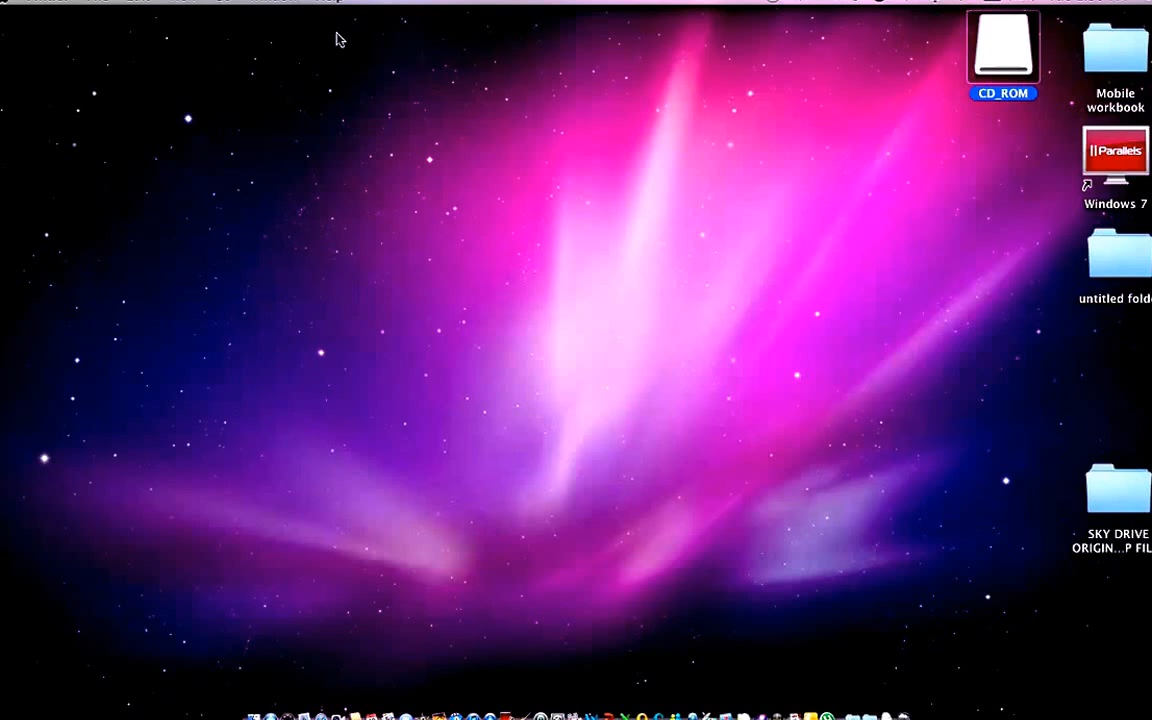 CD_ROM
Mobile
workbook
Parallels
Windows 7
untitled folde
SKY DRIVE
ORIGIN...P FIL